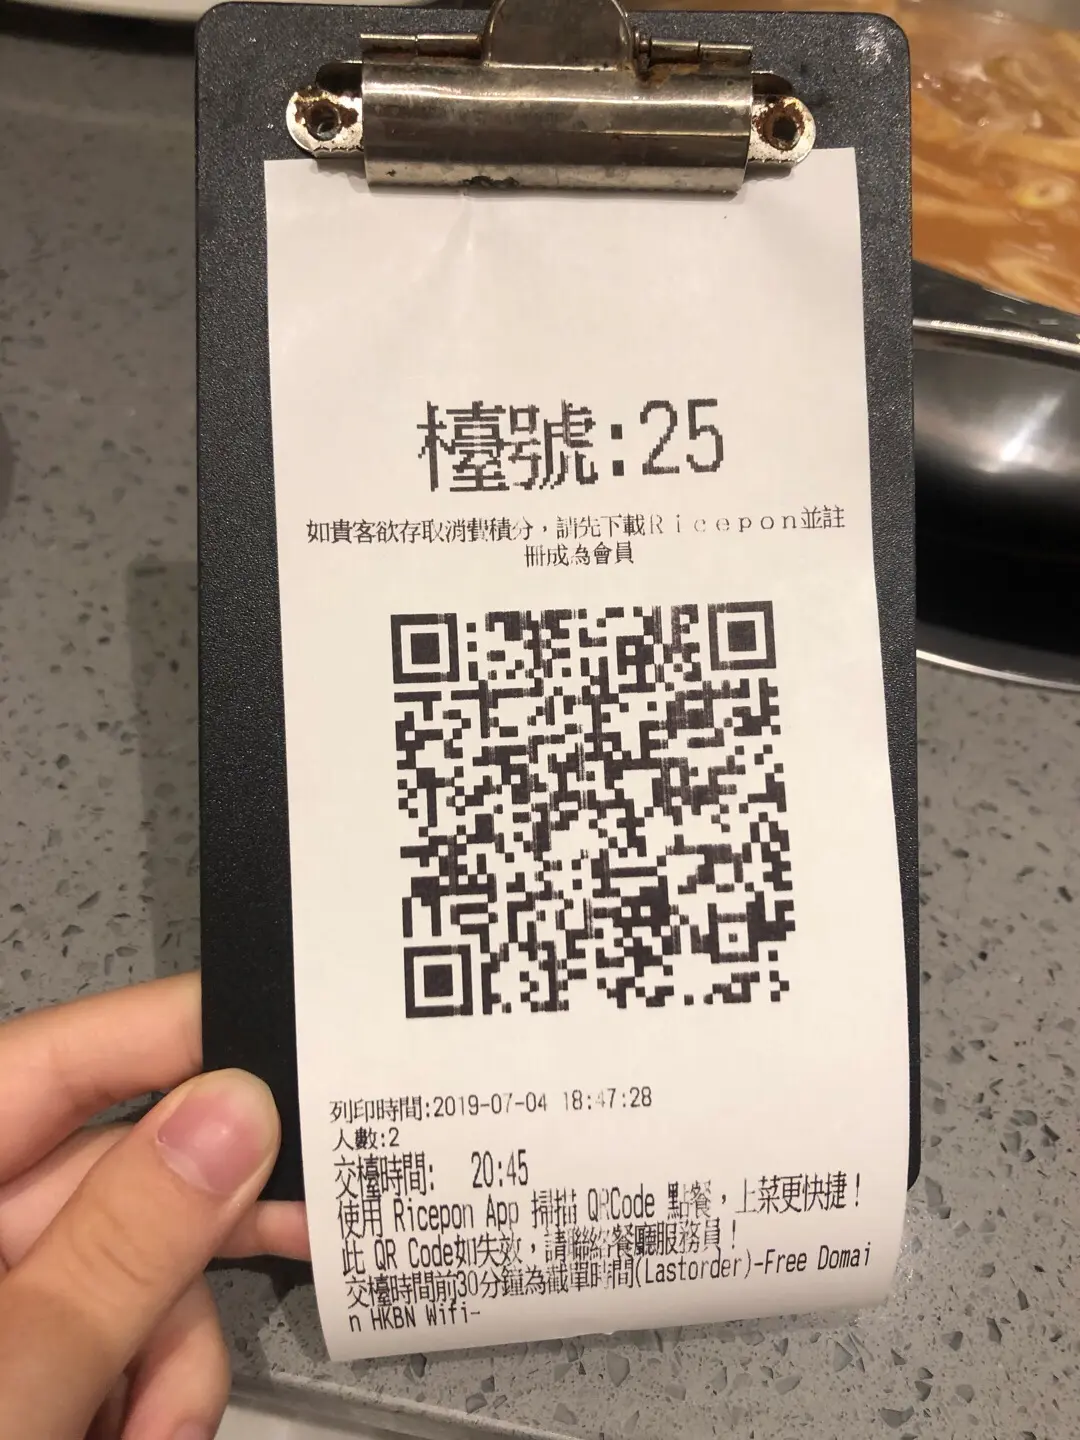 檯號:25
如貴客欲存取消費積分，請先下載Ricepon並註
冊成為會員
列印時間:2019-07-04 18:47:28
人數:2
交檯時間: 20:45
使用 Ricepon App 掃描 QRCode 點餐，上菜更快捷！
此 QR Code如失效，請聯絡餐廳服務員！
交檯時間前30分鐘為截單時間(Lastorder)-Free Domai
n HKBN Wifi-